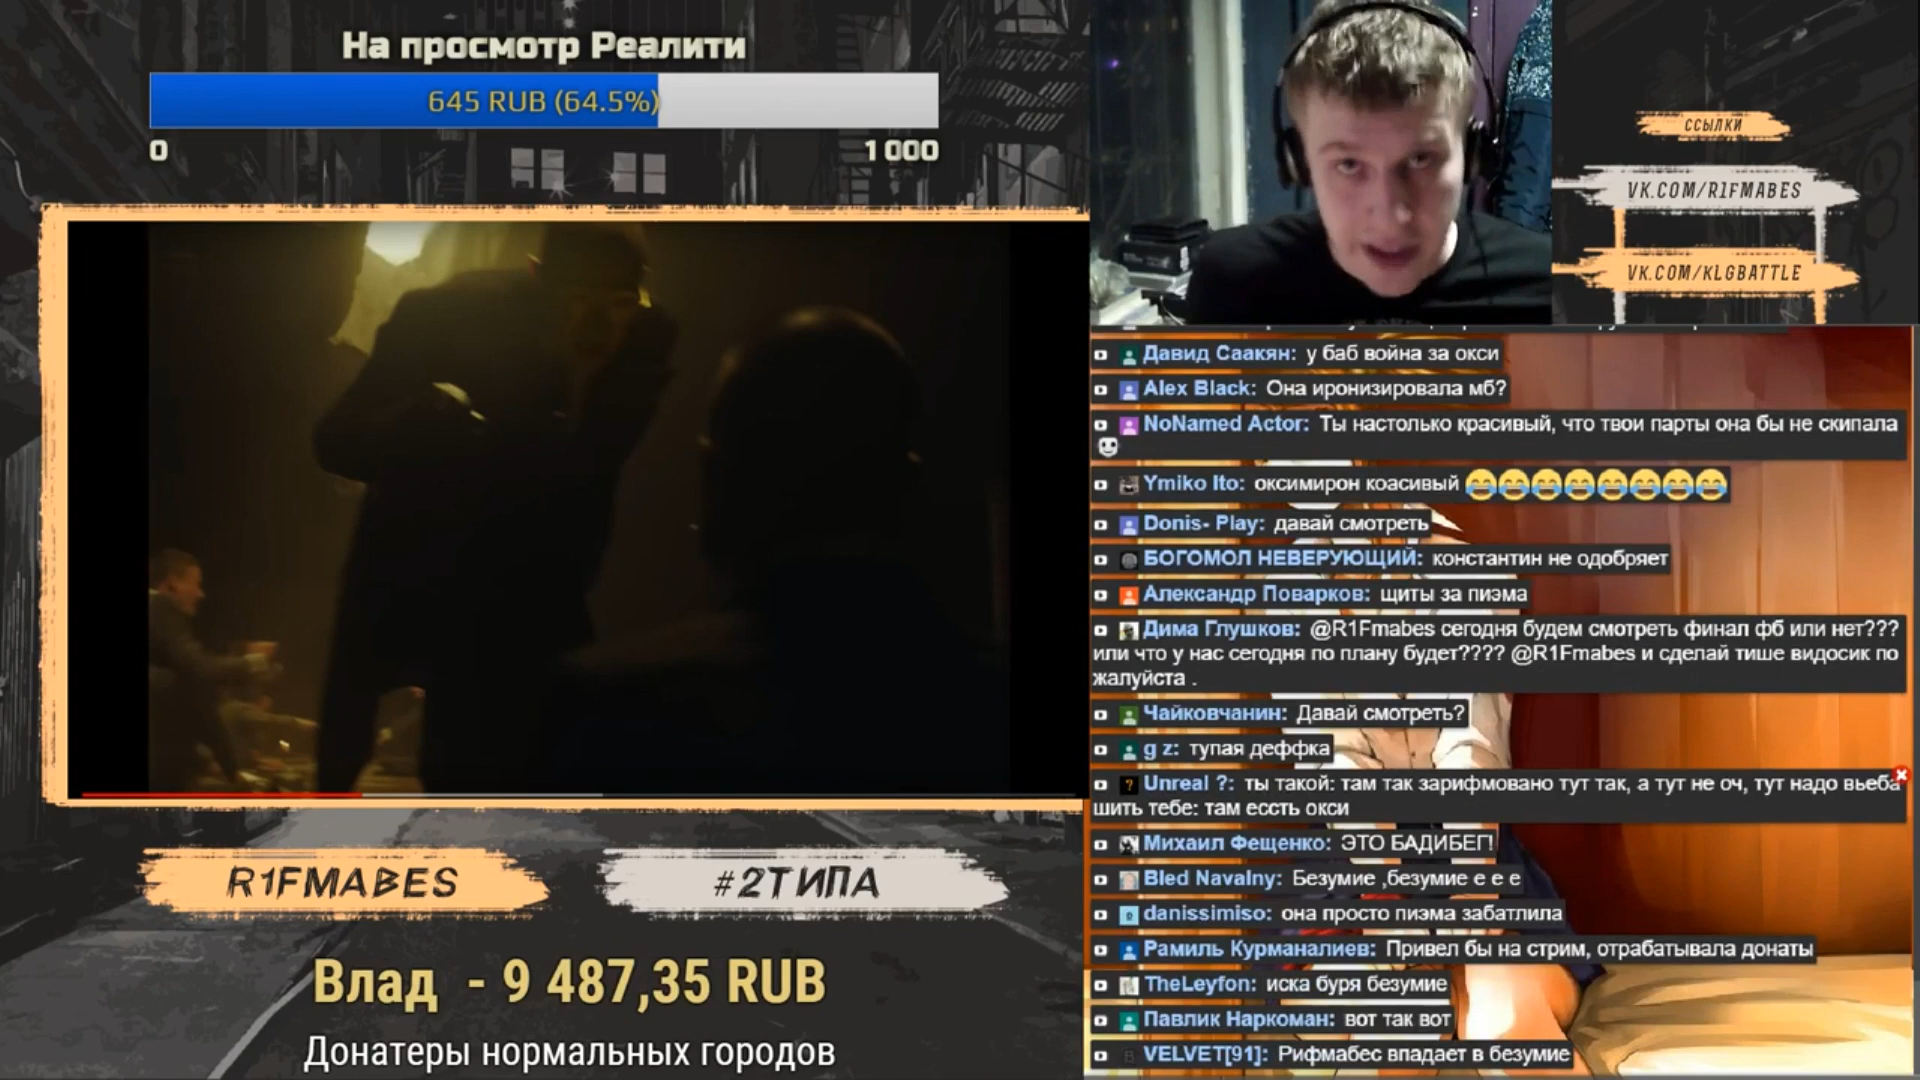 На просмотр Реалити
645 RUB (64.5%)
0
1 000
ССЫЛКИ
VK.COM/R1FMABES
VK.COM/KLGBATTLE
Давид Саакян: у баб война за окси
Alex Black: Она иронизировала мб?
NoNamed Actor: Ты настолько красивый, что твои парты она бы не скипала
Ymiko Ito: оксимирон коасивый 😂😂😂😂😂😂😂😂
Donis- Play: давай смотреть
БОГОМОЛ НЕВЕРУЮЩИЙ: константин не одобряет
Александр Поварков: щиты за пиэма
Дима Глушков: @R1Fmabes сегодня будем смотреть финал фб или нет???
или что у нас сегодня по плану будет???? @R1Fmabes и сделай тише видосик по
жалуйста .
Чайковчанин: Давай смотреть?
g z: тупая деффка
Unreal ?: ты такой: там так зарифмовано тут так, а тут не оч, тут надо вьеба
шить тебе: там ессть окси
Михаил Фещенко: ЭТО БАДИБЕГ!
Bled Navalny: Безумие ,безумие е е е
danissimiso: она просто пиэма забатлила
Рамиль Курманалиев: Привел бы на стрим, отрабатывала донаты
TheLeyfon: иска буря безумие
Павлик Наркоман: вот так вот
VELVET[91]: Рифмабес впадает в безумие
R1FMABES
#2ТИПА
Влад - 9 487,35 RUB
Донатеры нормальных городов